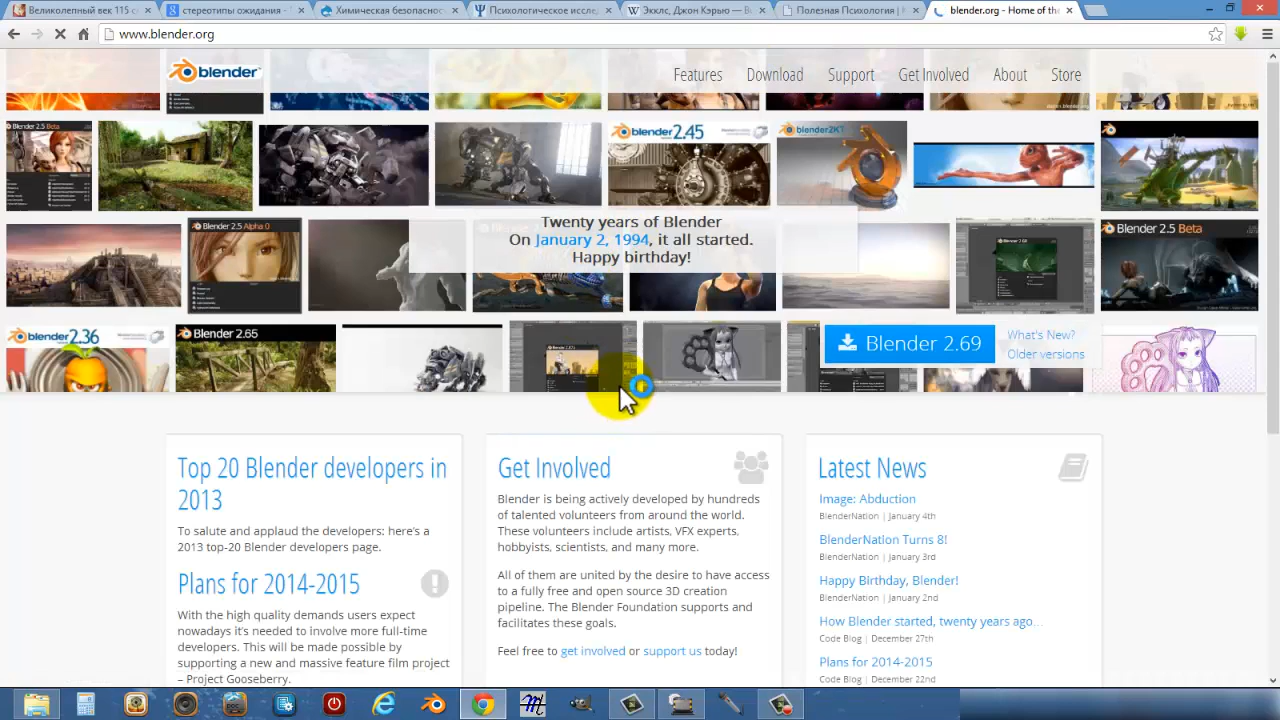 Великолепный век 115 с
стереотипы ожидания -
Химическая безопаснос
Психологическое исслед
Экклс, Джон Кэрью — Ви
Полезная Психология | К
blender.org - Home of the
www.blender.org
blender
Features
Download
Support
Get Involved
About
Store
Blender 2.5 Beta
blender 2.45
blender2KT
Twenty years of Blender
On January 2, 1994, it all started.
Happy birthday!
Blender 2.5 Alpha 0
Blender 2.5 Beta
blender 2.36
Blender 2.65
Blender 2.69
What's New?
Older versions
Top 20 Blender developers in
2013
To salute and applaud the developers: here's a
2013 top-20 Blender developers page.
Plans for 2014-2015
With the high quality demands users expect
nowadays it's needed to involve more full-time
developers. This will be made possible by
supporting a new and massive feature film project
– Project Gooseberry.
Get Involved
Blender is being actively developed by hundreds
of talented volunteers from around the world.
These volunteers include artists, VFX experts,
hobbyists, scientists, and many more.
All of them are united by the desire to have access
to a fully free and open source 3D creation
pipeline. The Blender Foundation supports and
facilitates these goals.
Feel free to get involved or support us today!
Latest News
Image: Abduction
BlenderNation | January 4th
BlenderNation Turns 8!
BlenderNation | January 3rd
Happy Birthday, Blender!
BlenderNation | January 2nd
How Blender started, twenty years ago…
Code Blog | December 27th
Plans for 2014-2015
Code Blog | December 22nd